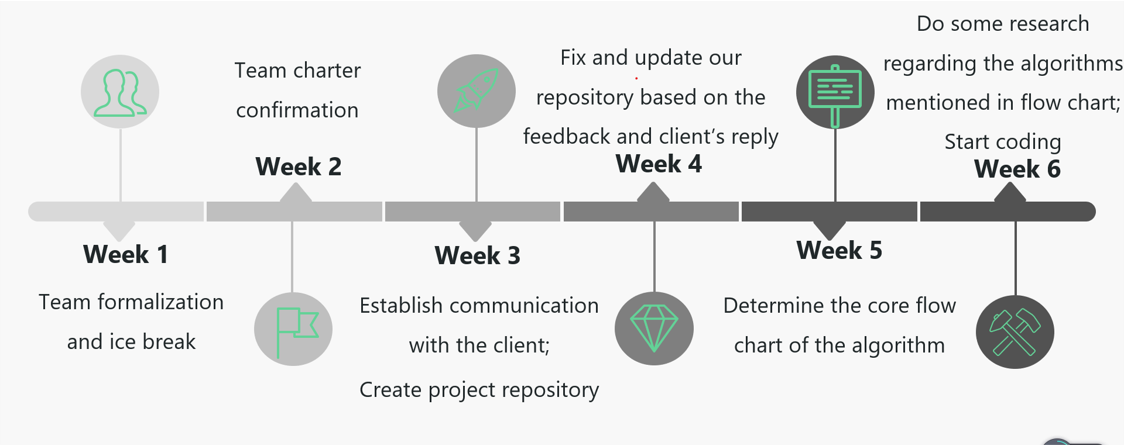 Week 1
Team formalization
and ice break
Team charter
confirmation
Week 2
Week 3
Establish communication
with the client;
Create project repository
Fix and update our
repository based on the
feedback and client's reply
Week 4
Week 5
Determine the core flow
chart of the algorithm
Do some research
regarding the algorithms
mentioned in flow chart;
Start coding
Week 6